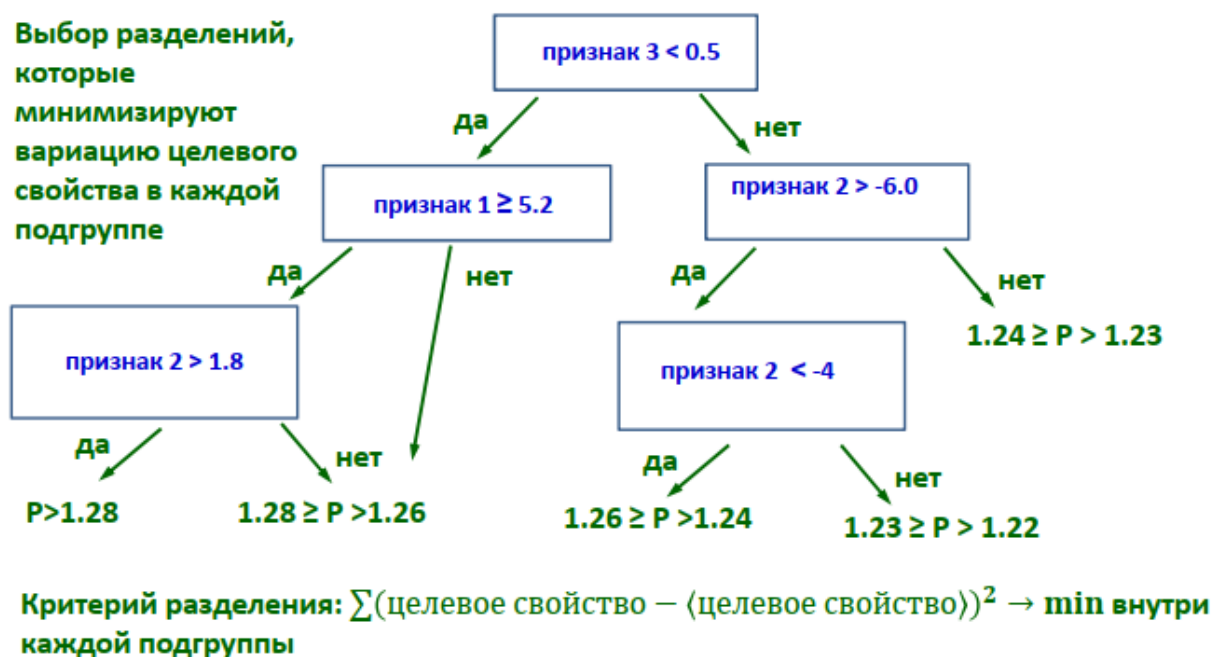 Выбор разделений,
которые
минимизируют
вариацию целевого
свойства в каждой
подгруппе
признак 3 < 0.5
да
нет
признак 1 ≥ 5.2
признак 2 > -6.0
да
нет
да
нет
признак 2 > 1.8
признак 2 < -4
1.24 ≥ P > 1.23
да
нет
да
нет
P>1.28
1.28 ≥ P >1.26
1.26 ≥ P >1.24
1.23 ≥ P > 1.22
Критерий разделения: ∑(целевое свойство − ⟨целевое свойство⟩)² → min внутри
каждой подгруппы